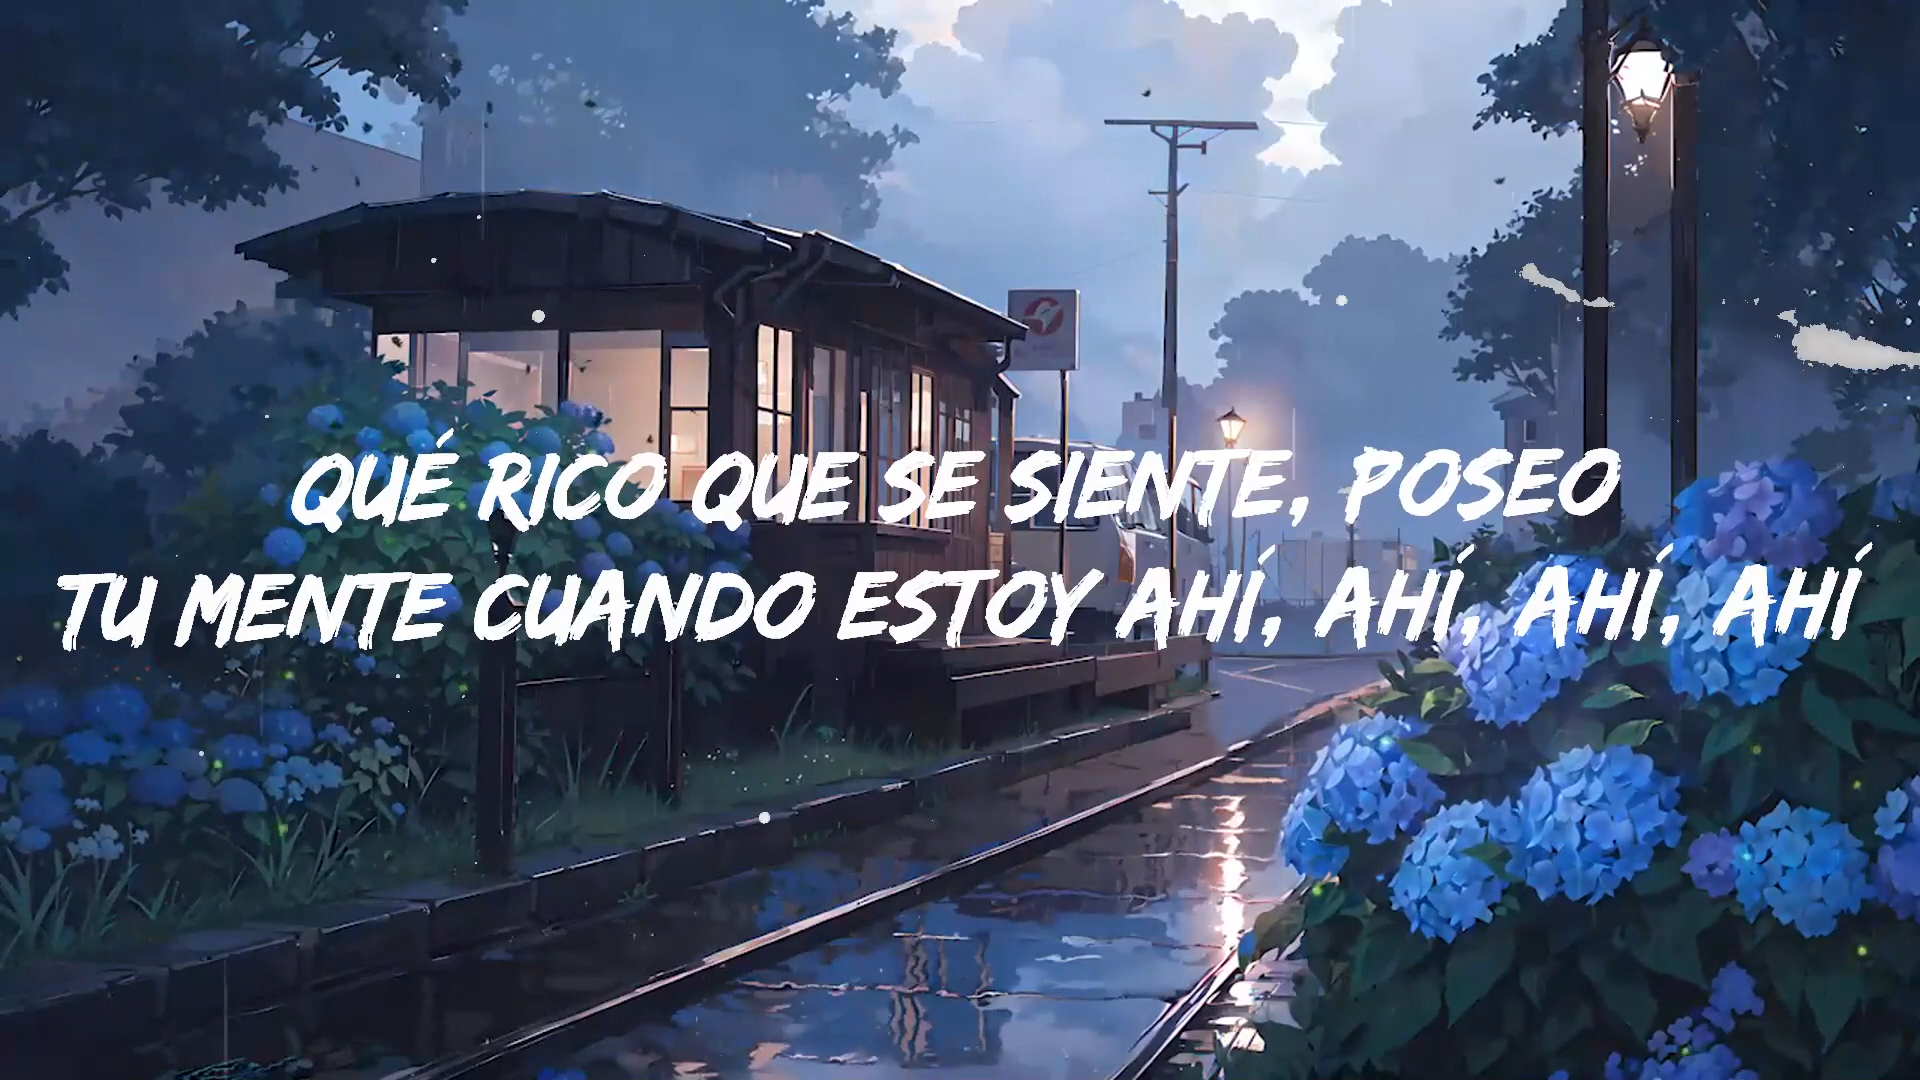 QUÉ RICO QUE SE SIENTE, POSEO
TU MENTE CUANDO ESTOY AHÍ, AHÍ, AHÍ, AHÍ